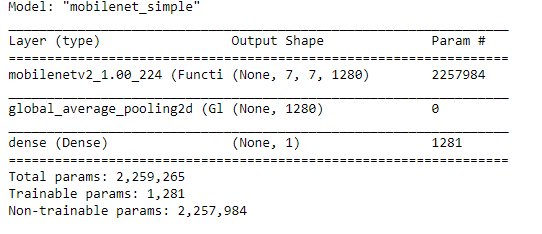 Model: "mobilenet_simple"
_________________________________________________________________
Layer (type)                 Output Shape              Param #
=================================================================
mobilenetv2_1.00_224 (Functi (None, 7, 7, 1280)        2257984
_________________________________________________________________
global_average_pooling2d (Gl (None, 1280)              0
_________________________________________________________________
dense (Dense)                (None, 1)                 1281
=================================================================
Total params: 2,259,265
Trainable params: 1,281
Non-trainable params: 2,257,984